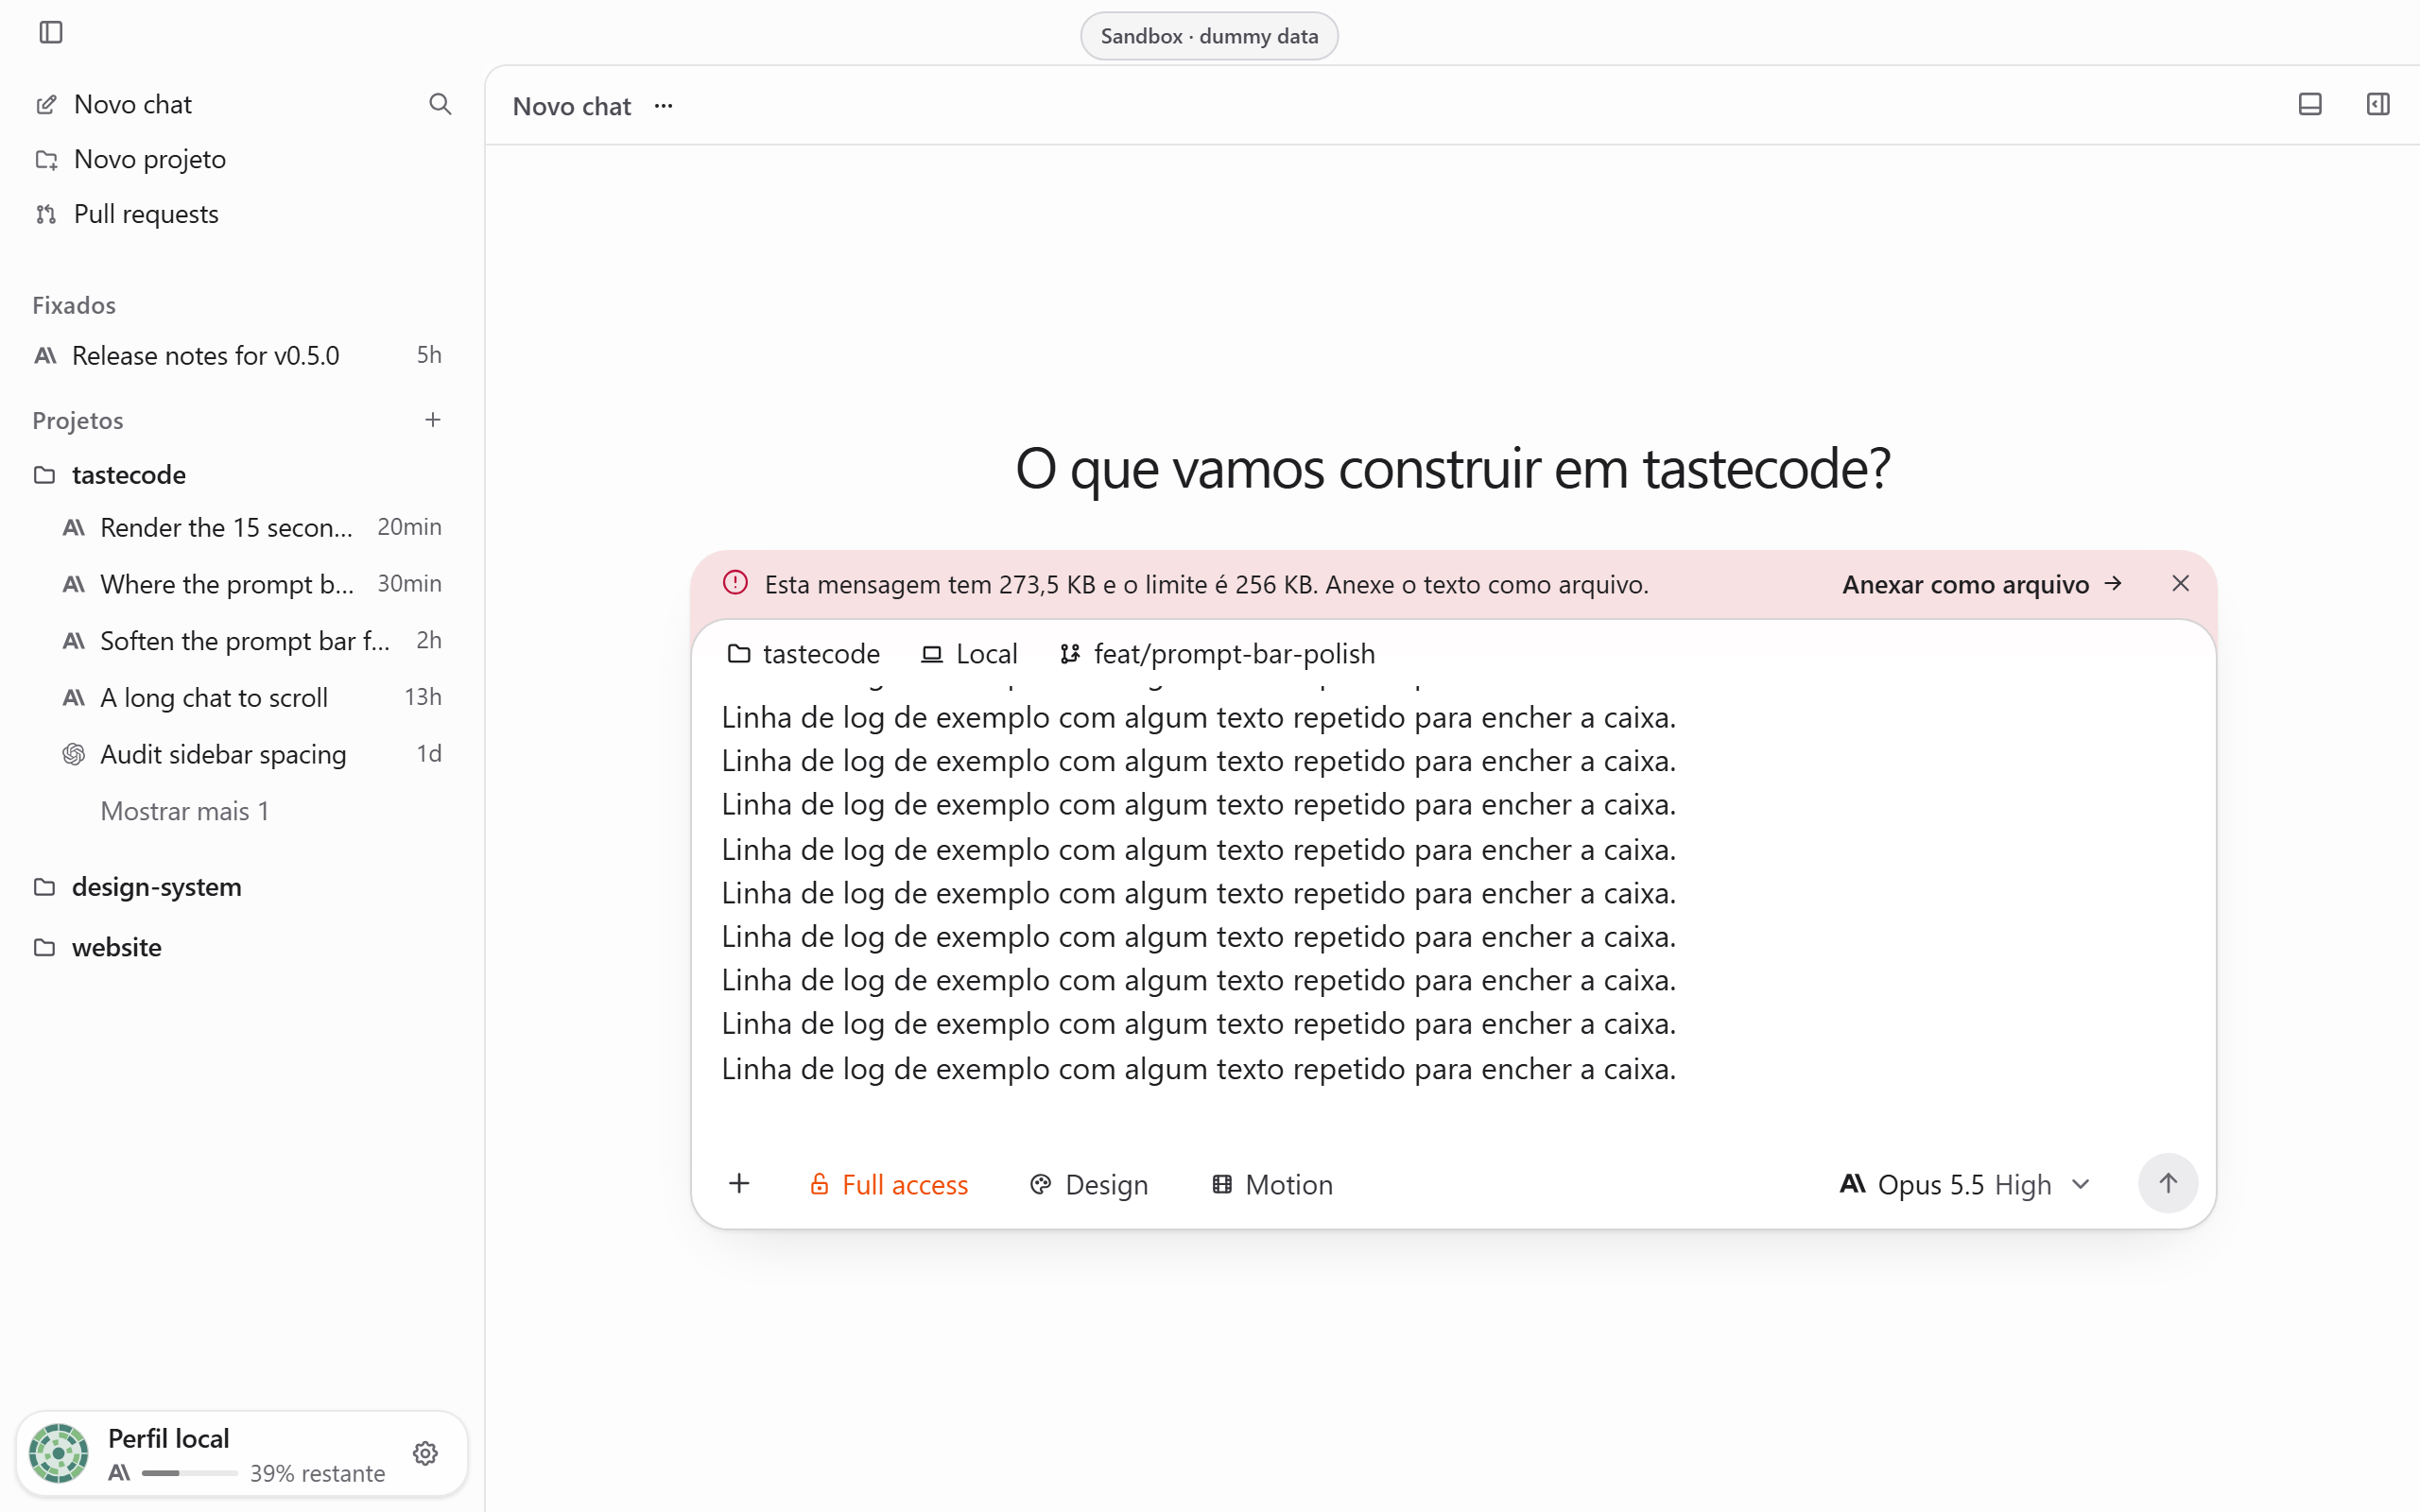 Sandbox · dummy data
Novo chat
Novo projeto
Pull requests
Fixados
Release notes for v0.5.0 5h
Projetos
tastecode
Render the 15 secon... 20min
Where the prompt b... 30min
Soften the prompt bar f... 2h
A long chat to scroll 13h
Audit sidebar spacing 1d
Mostrar mais 1
design-system
website
Perfil local
39% restante
Novo chat
O que vamos construir em tastecode?
Esta mensagem tem 273,5 KB e o limite é 256 KB. Anexe o texto como arquivo. Anexar como arquivo
tastecode Local feat/prompt-bar-polish
Linha de log de exemplo com algum texto repetido para encher a caixa.
Linha de log de exemplo com algum texto repetido para encher a caixa.
Linha de log de exemplo com algum texto repetido para encher a caixa.
Linha de log de exemplo com algum texto repetido para encher a caixa.
Linha de log de exemplo com algum texto repetido para encher a caixa.
Linha de log de exemplo com algum texto repetido para encher a caixa.
Linha de log de exemplo com algum texto repetido para encher a caixa.
Linha de log de exemplo com algum texto repetido para encher a caixa.
Linha de log de exemplo com algum texto repetido para encher a caixa.
Full access Design Motion Opus 5.5 High